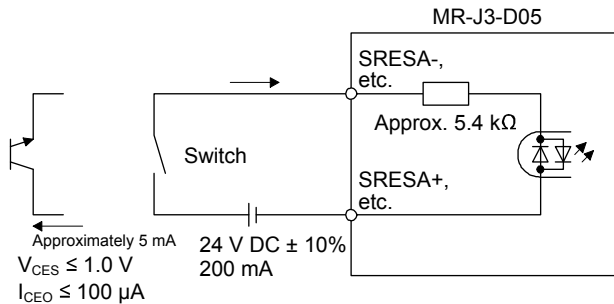 MR-J3-D05
SRESA-,
etc.
Approx. 5.4 kΩ
Switch
SRESA+,
etc.
Approximately 5 mA
24 V DC ± 10%
200 mA
VCES ≤ 1.0 V
ICEO ≤ 100 μA